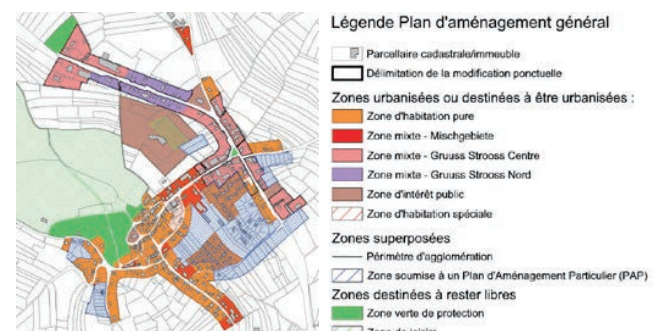 Légende Plan d'aménagement général
Parcellaire cadastrale/immeuble
Délimitation de la modification ponctuelle
Zones urbanisées ou destinées à être urbanisées :
Zone d'habitation pure
Zone mixte - Mischgebiete
Zone mixte - Gruuss Strooss Centre
Zone mixte - Gruuss Strooss Nord
Zone d'intérêt public
Zone d'habitation spéciale
Zones superposées
Périmètre d'agglomération
Zone soumise à un Plan d'Aménagement Particulier (PAP)
Zones destinées à rester libres
Zone verte de protection